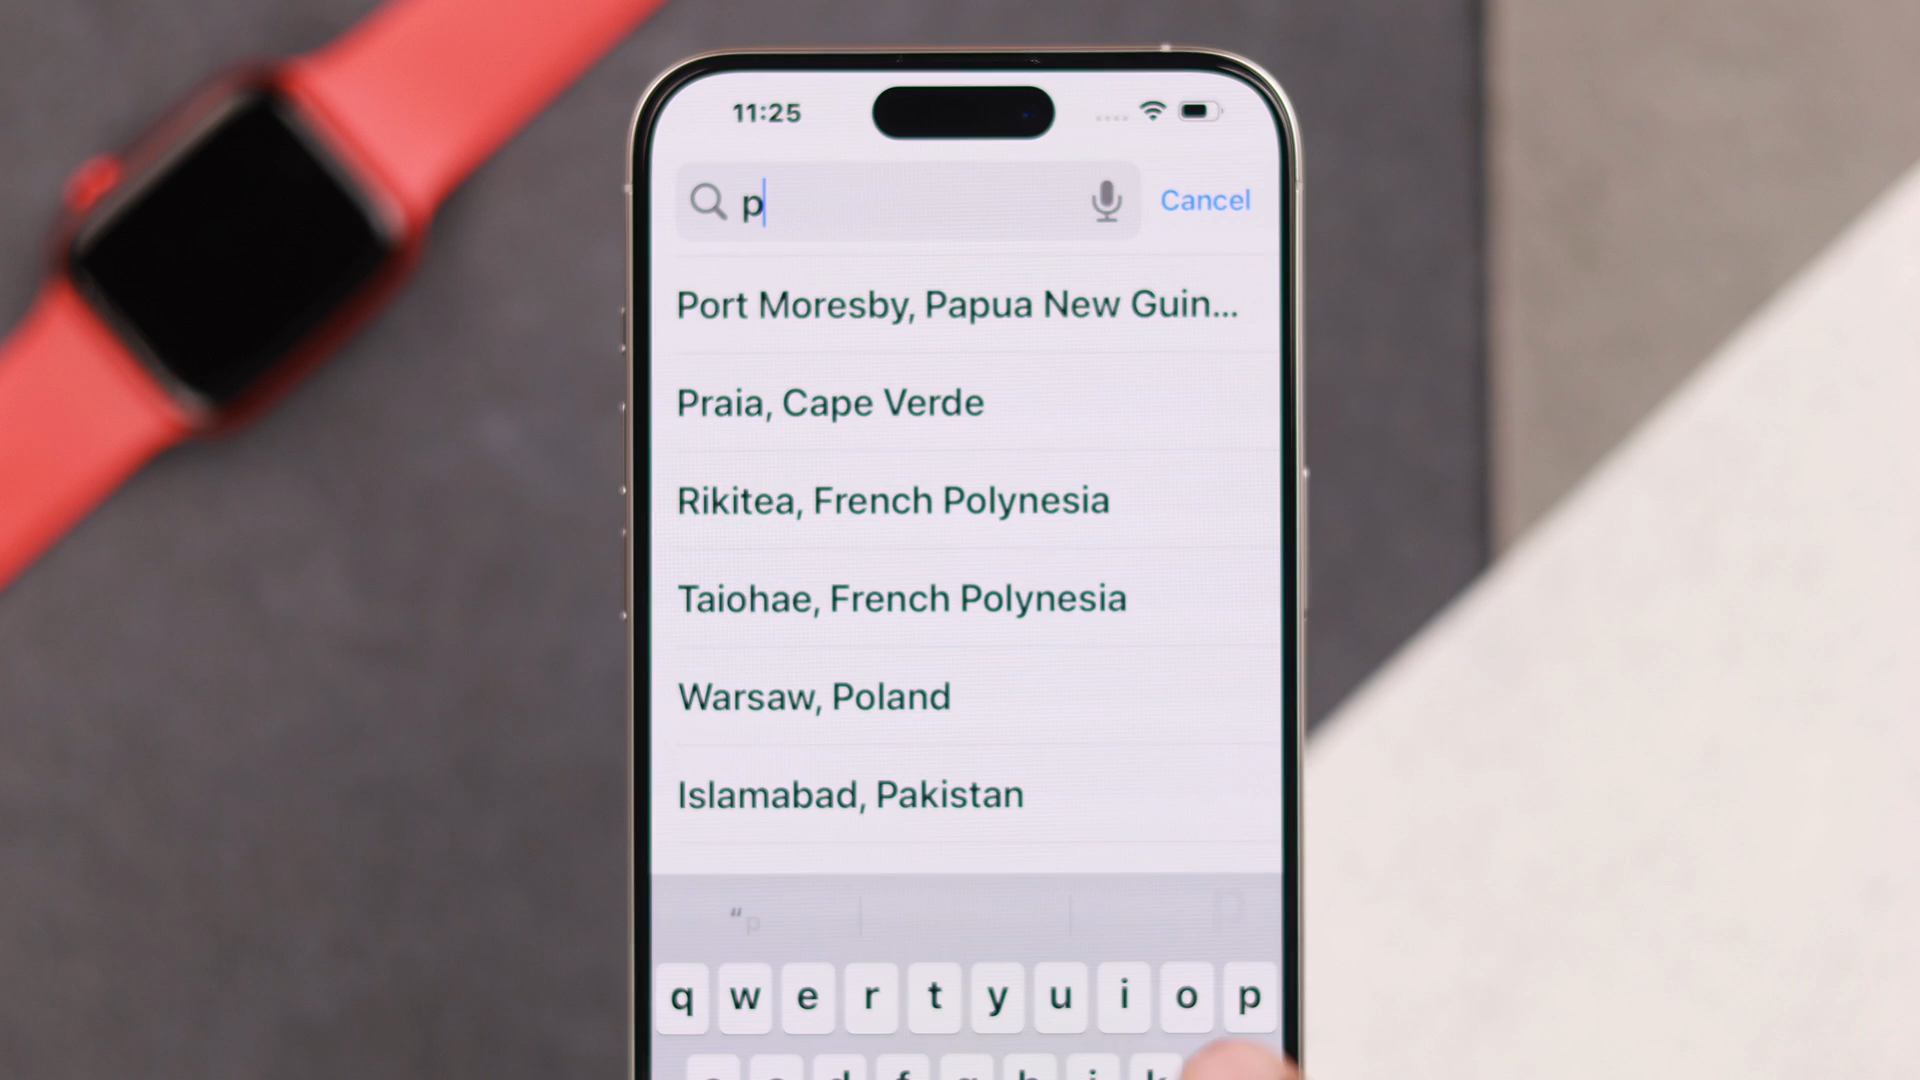 11:25
p
Cancel
Port Moresby, Papua New Guin...
Praia, Cape Verde
Rikitea, French Polynesia
Taiohae, French Polynesia
Warsaw, Poland
Islamabad, Pakistan
“p p
q w e r t y u i o p